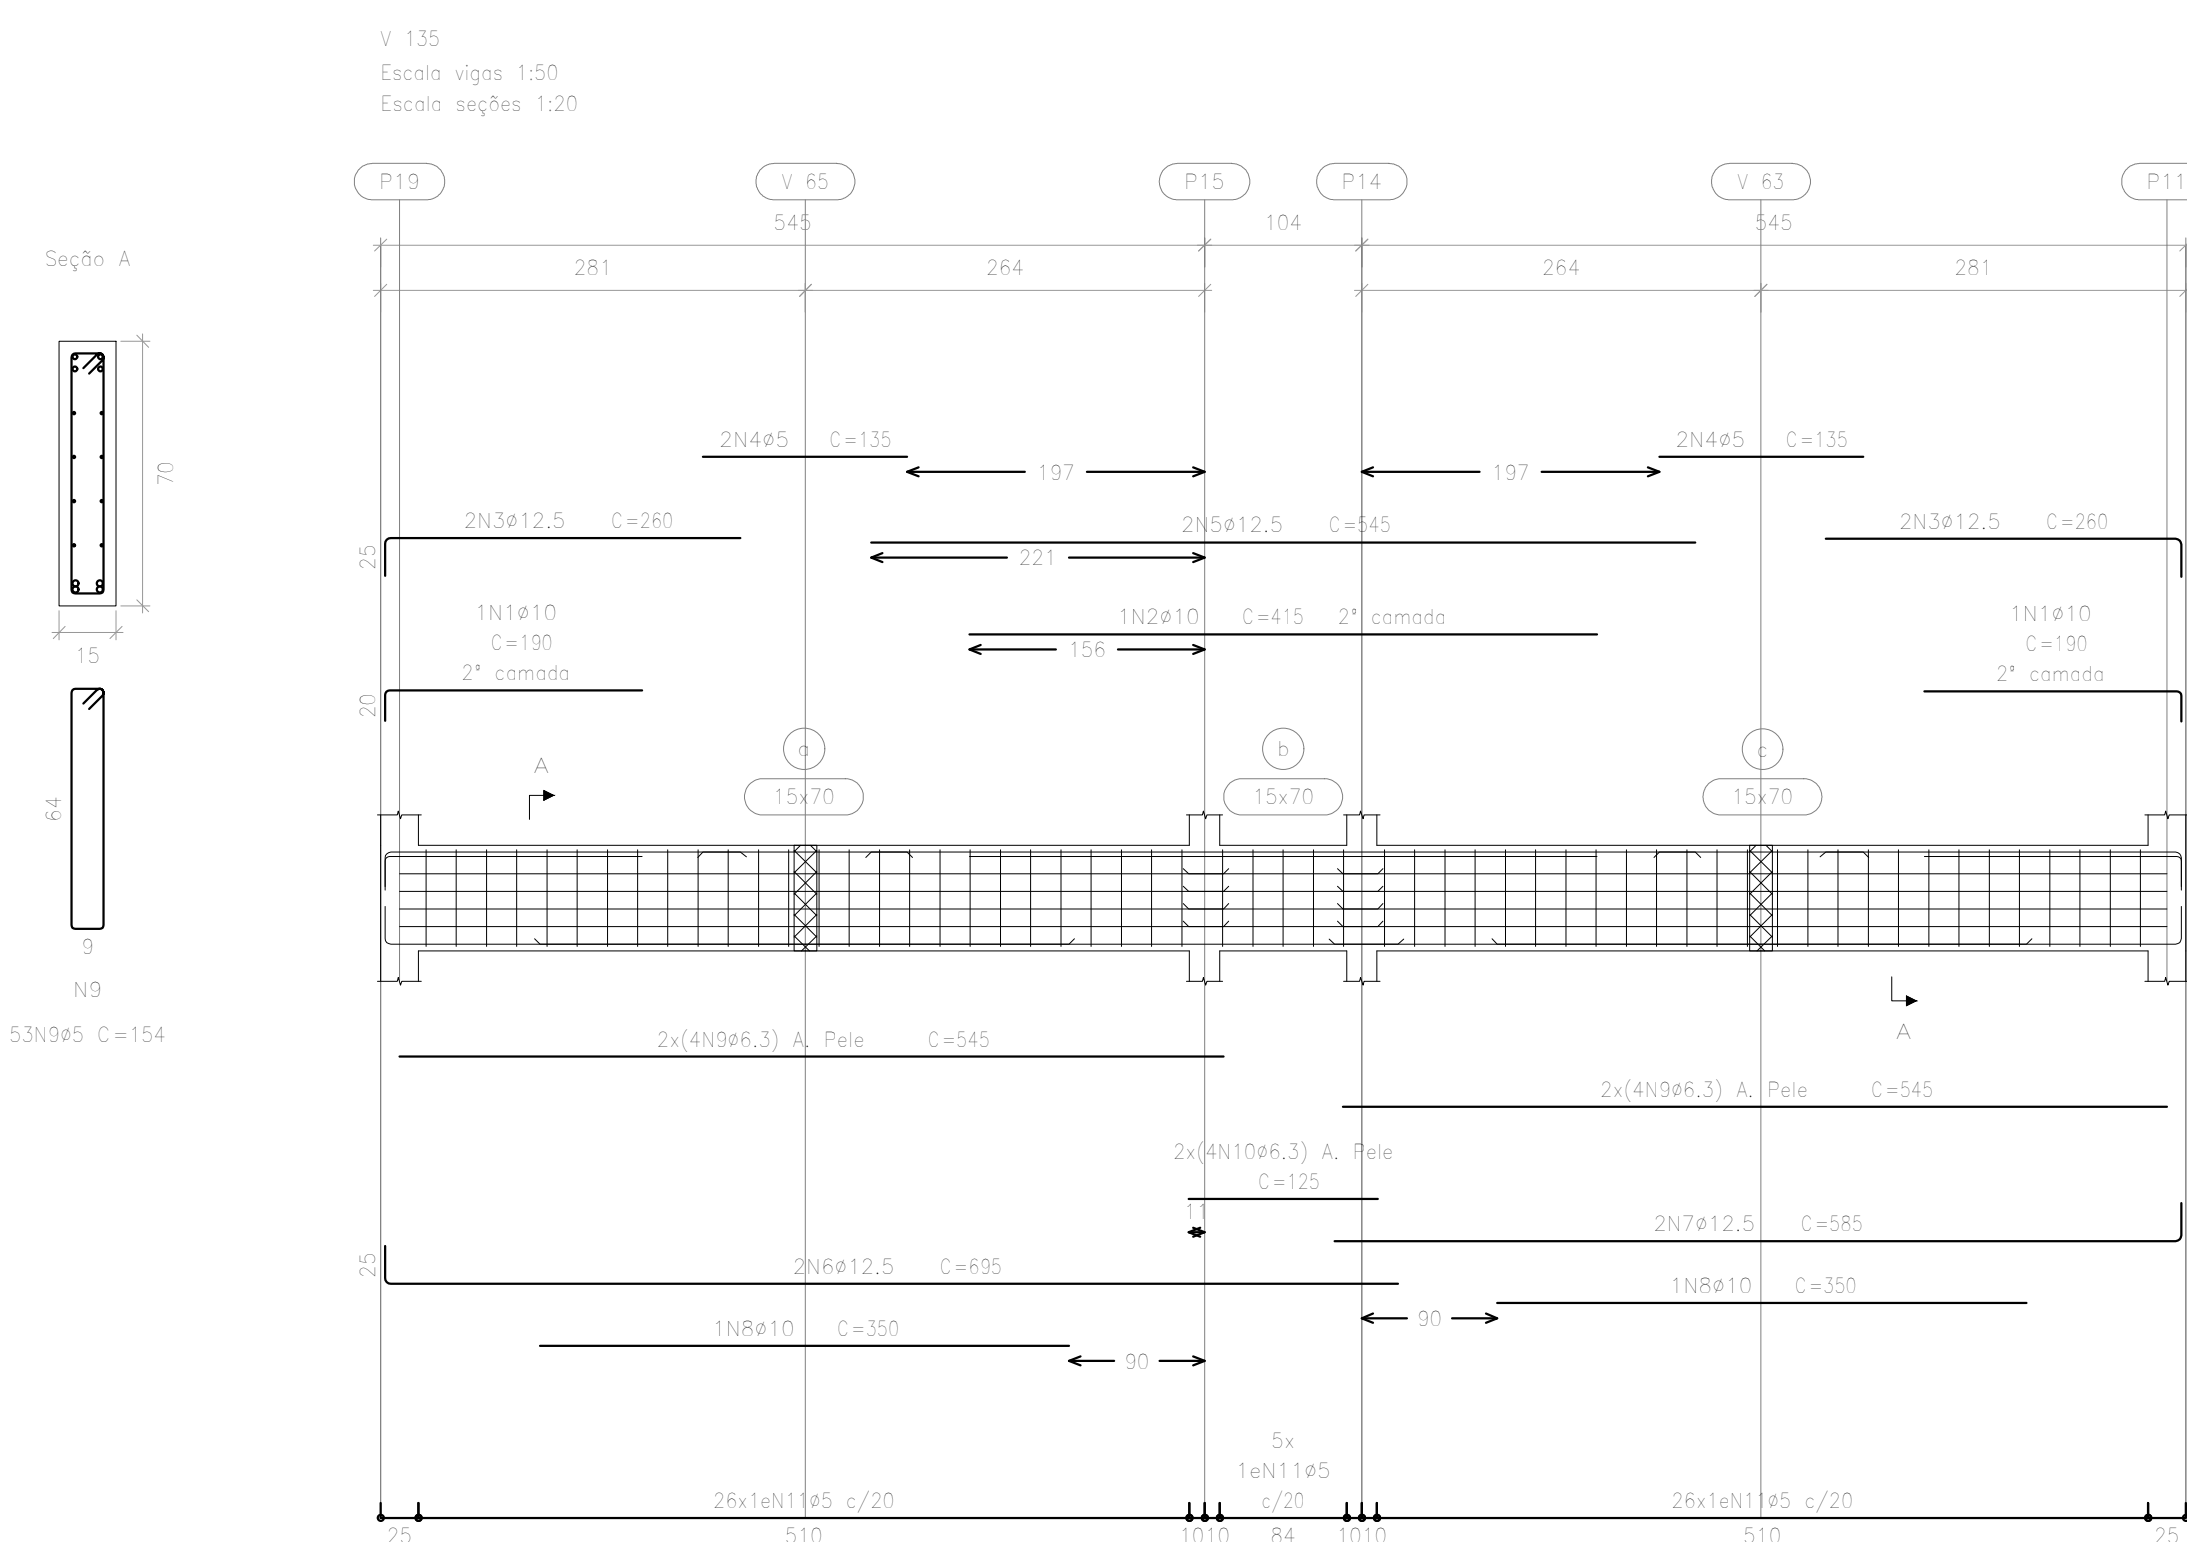 V 135
Escala vigas 1:50
Escala seções 1:20
P19
V 65
P15
P14
V 63
P11
545
104
545
281
264
264
281
Seção A
70
15
64
9
N9
53N9ø5 C=154
2N4ø5 C=135
197
197
2N4ø5 C=135
2N3ø12.5 C=260
25
2N5ø12.5 C=545
221
2N3ø12.5 C=260
1N1ø10
C=190
2ª camada
20
1N2ø10 C=415 2ª camada
156
1N1ø10
C=190
2ª camada
a
15x70
b
15x70
c
15x70
A
A
2x(4N9ø6.3) A. Pele C=545
2x(4N9ø6.3) A. Pele C=545
2x(4N10ø6.3) A. Pele
C=125
11
2N7ø12.5 C=585
25
2N6ø12.5 C=695
1N8ø10 C=350
90
1N8ø10 C=350
90
26x1eN11ø5 c/20
5x
1eN11ø5
c/20
26x1eN11ø5 c/20
25
510
1010
84
1010
510
25